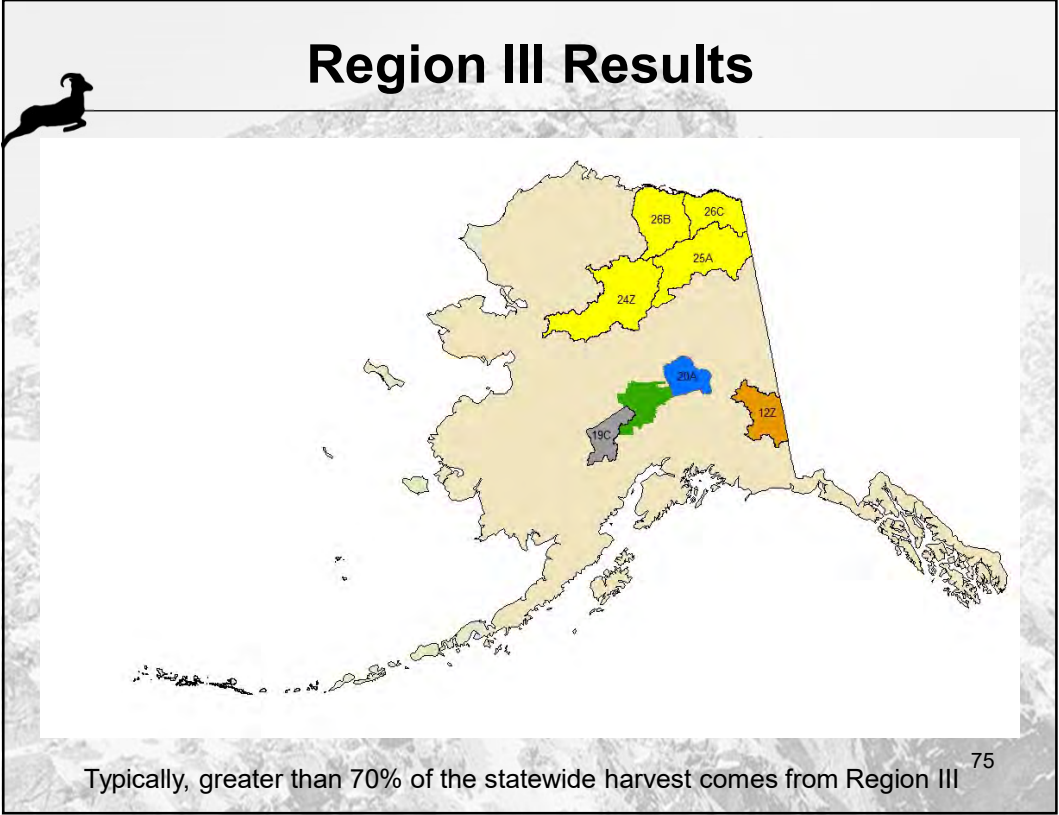 Region III Results
26B
26C
25A
24Z
20A
12Z
19C
75
Typically, greater than 70% of the statewide harvest comes from Region III